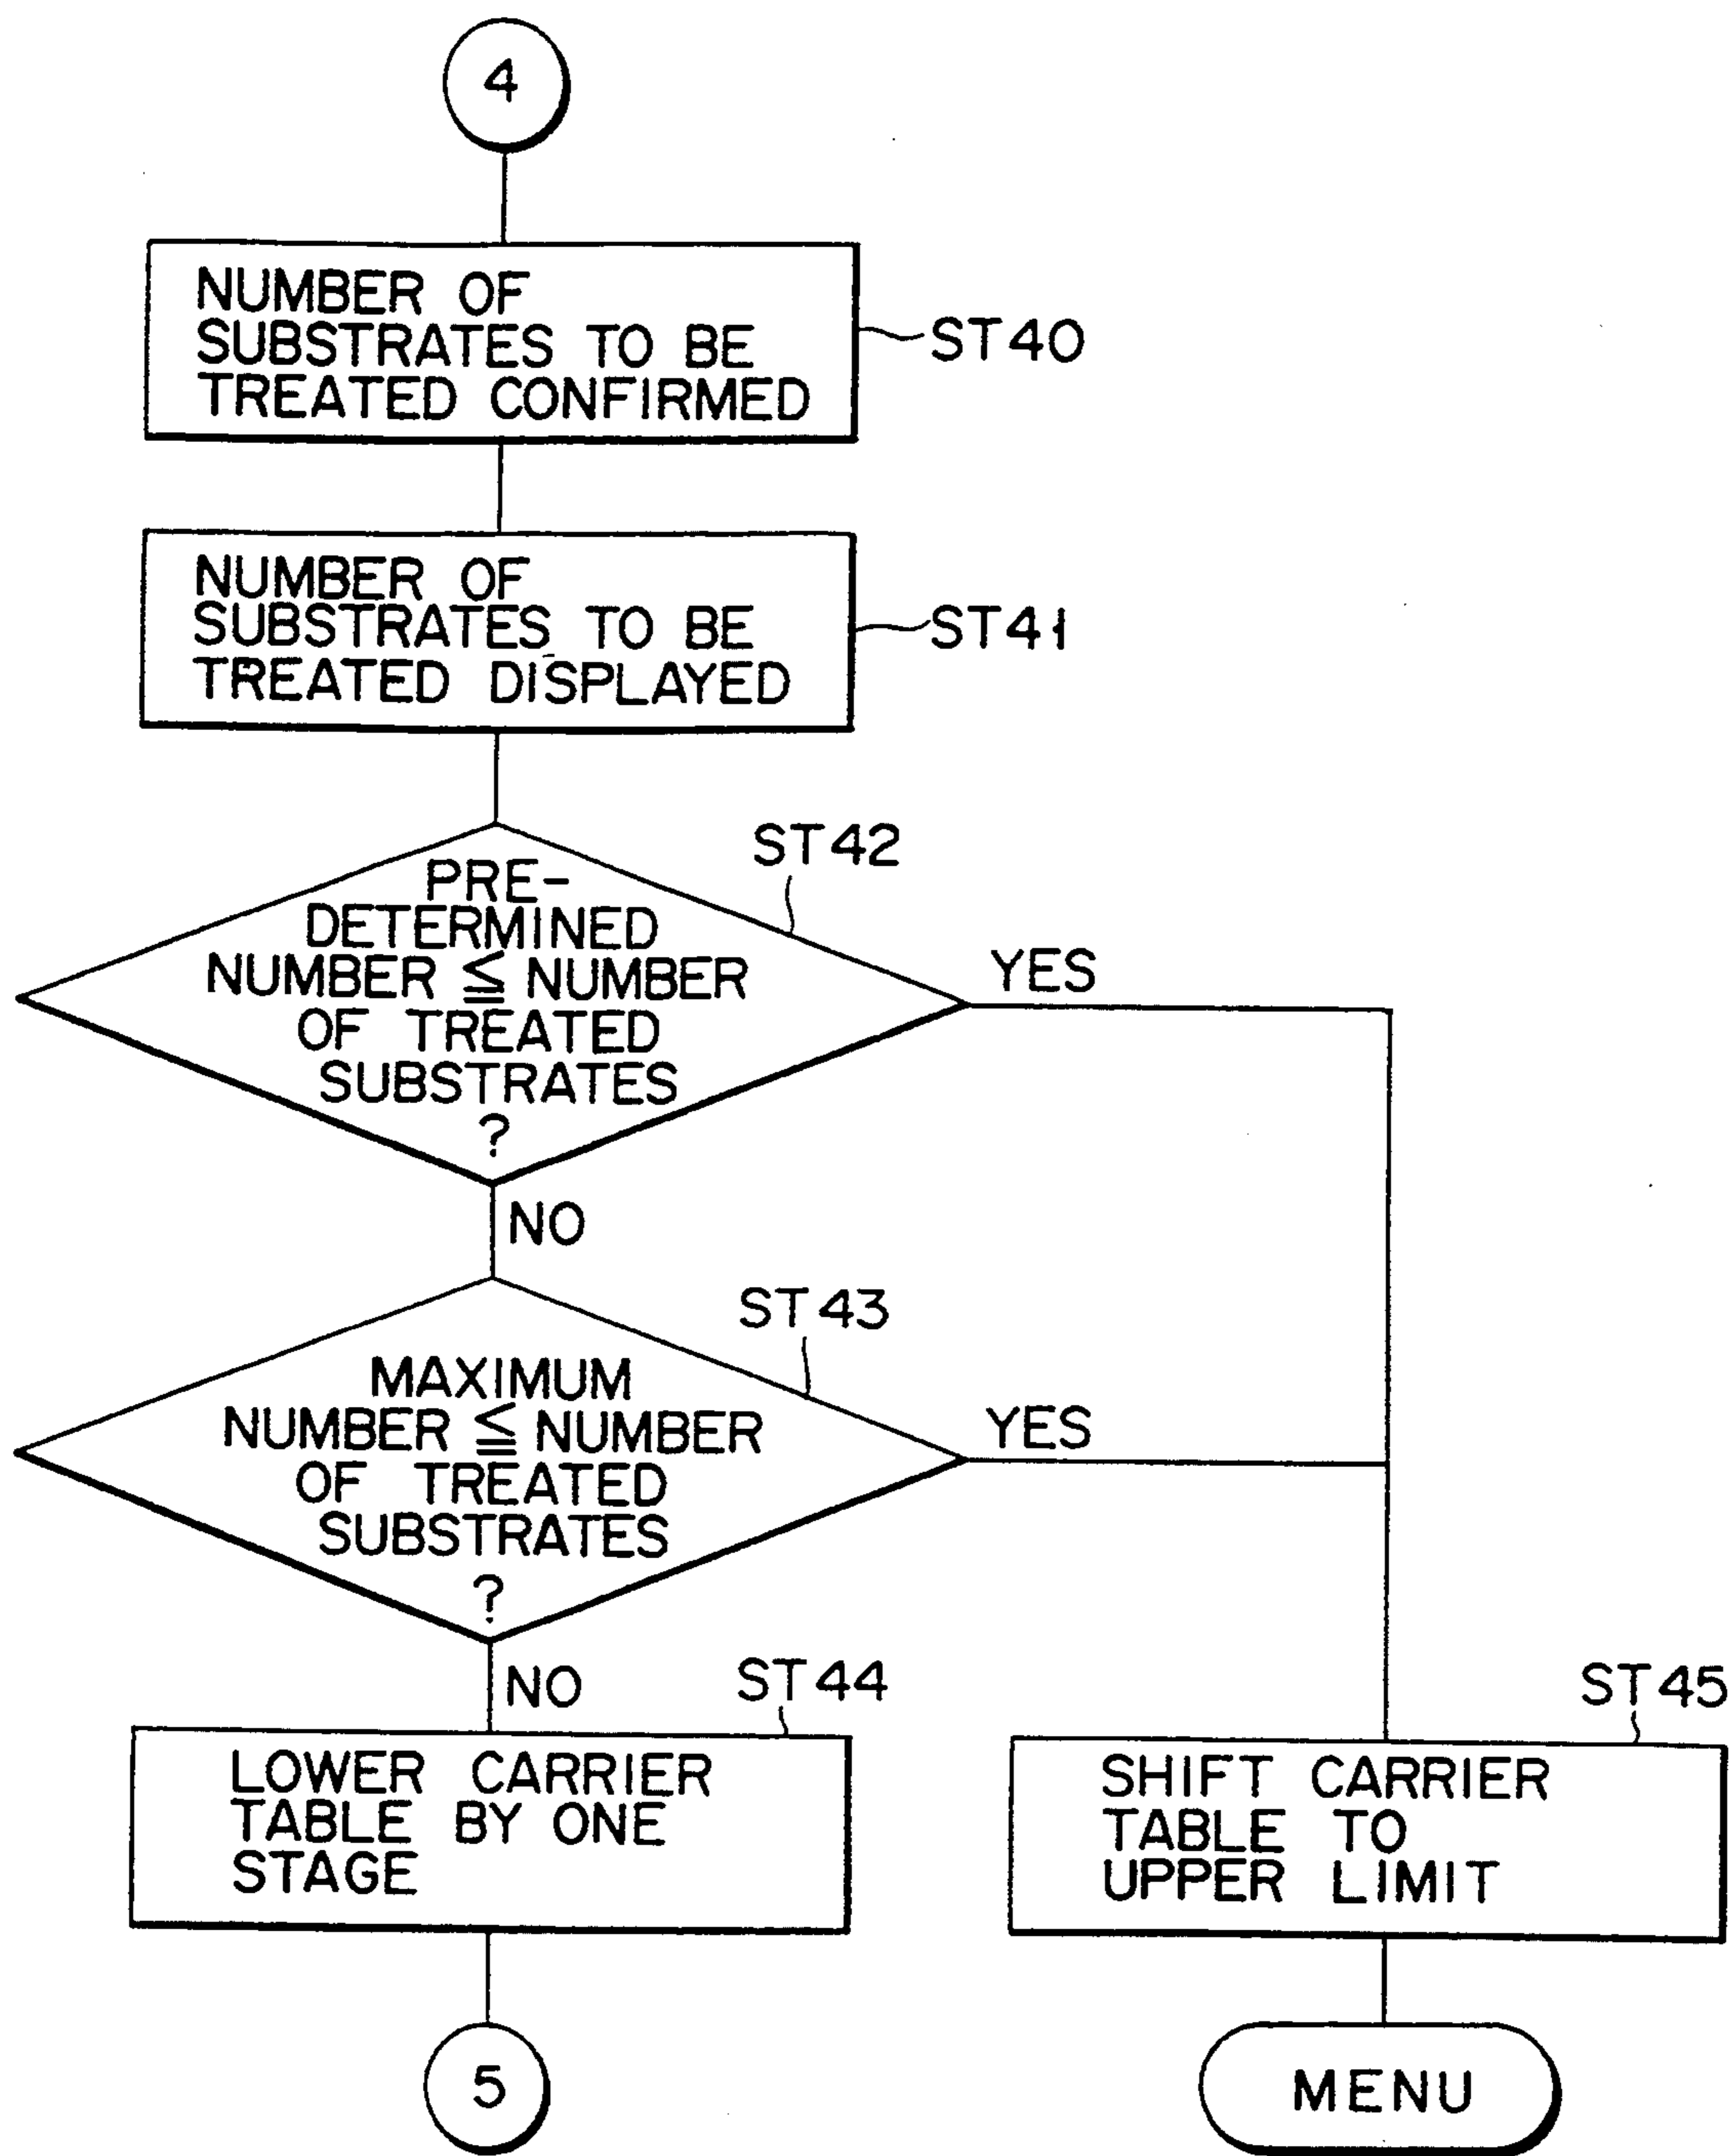 4
NUMBER OF
SUBSTRATES TO BE
TREATED CONFIRMED
ST40
NUMBER OF
SUBSTRATES TO BE
TREATED DISPLAYED
ST41
ST42
PRE-
DETERMINED
NUMBER ≦ NUMBER
OF TREATED
SUBSTRATES
?
YES
NO
ST43
MAXIMUM
NUMBER ≦ NUMBER
OF TREATED
SUBSTRATES
?
YES
NO
ST44
LOWER CARRIER
TABLE BY ONE
STAGE
ST45
SHIFT CARRIER
TABLE TO
UPPER LIMIT
5
MENU